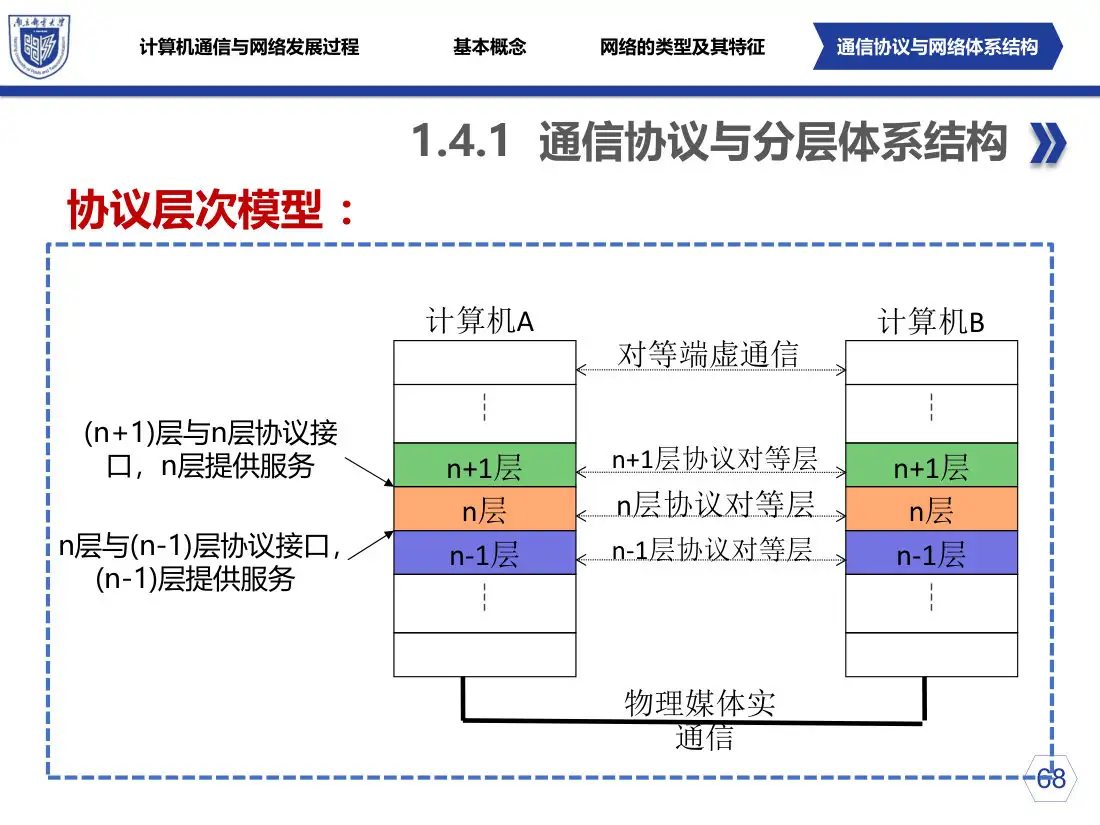 计算机通信与网络发展过程
基本概念
网络的类型及其特征
通信协议与网络体系结构
1.4.1 通信协议与分层体系结构
协议层次模型：
计算机A
计算机B
对等端虚通信
(n+1)层与n层协议接
口，n层提供服务
n+1层
n+1层协议对等层
n+1层
n层
n层协议对等层
n层
n层与(n-1)层协议接口，
(n-1)层提供服务
n-1层
n-1层协议对等层
n-1层
物理媒体实
通信
68